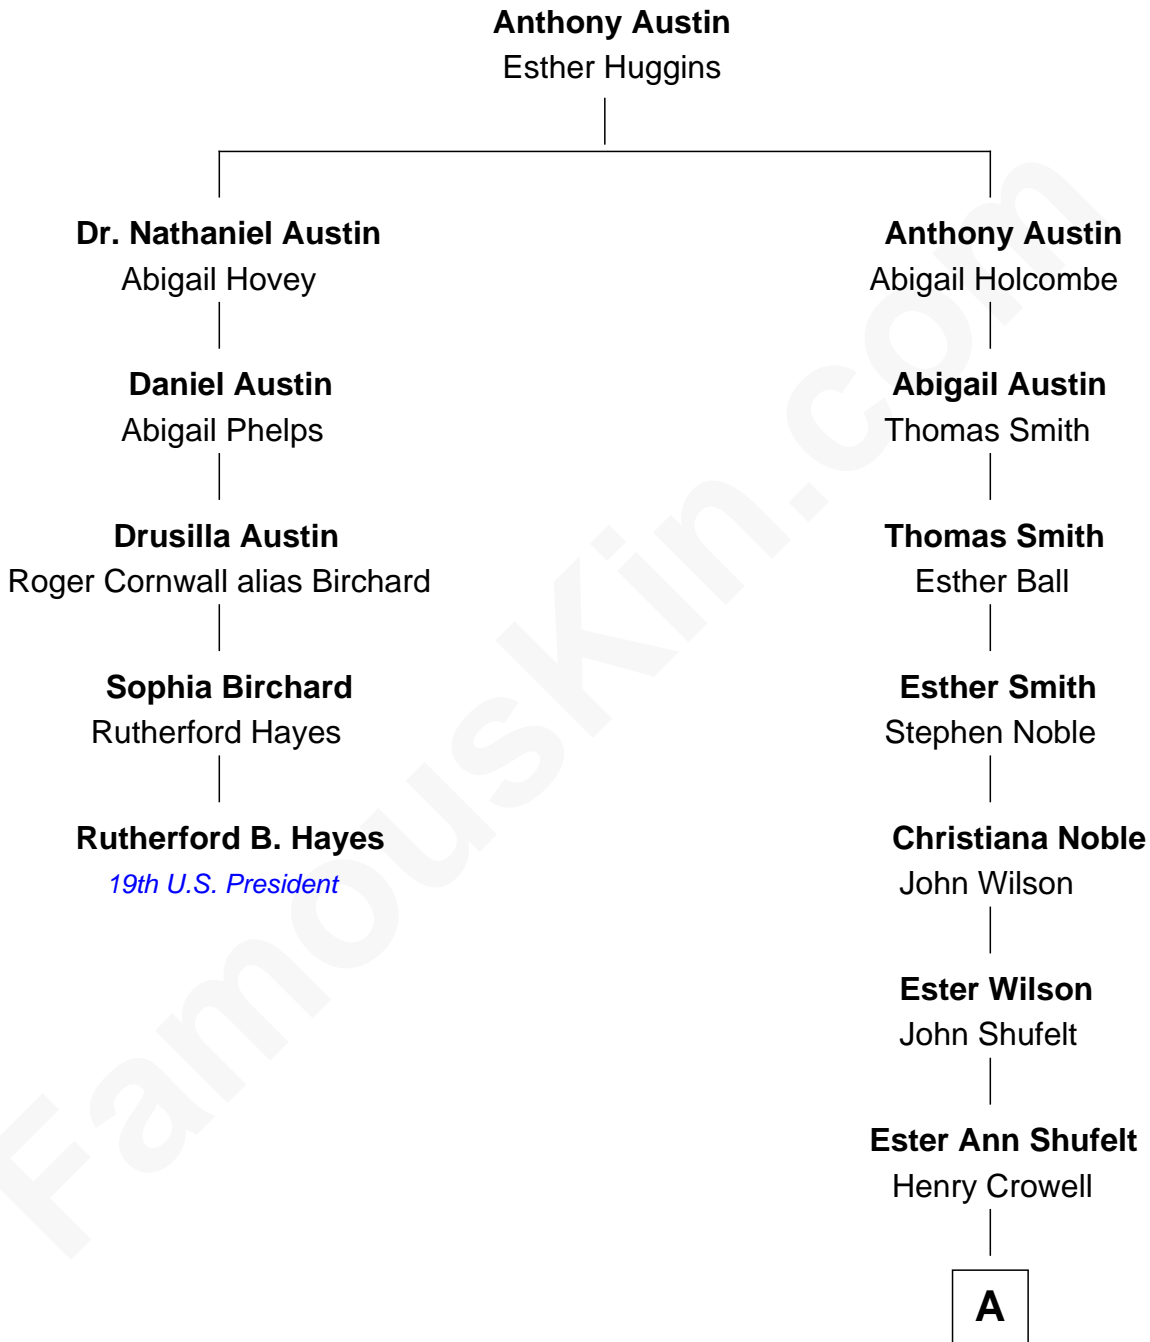 Anthony Austin
Esther Huggins
Dr. Nathaniel Austin
Abigail Hovey
Daniel Austin
Abigail Phelps
Drusilla Austin
Roger Cornwall alias Birchard
Sophia Birchard
Rutherford Hayes
Rutherford B. Hayes
19th U.S. President
Anthony Austin
Abigail Holcombe
Abigail Austin
Thomas Smith
Thomas Smith
Esther Ball
Esther Smith
Stephen Noble
Christiana Noble
John Wilson
Ester Wilson
John Shufelt
Ester Ann Shufelt
Henry Crowell
A
FamousKin.com